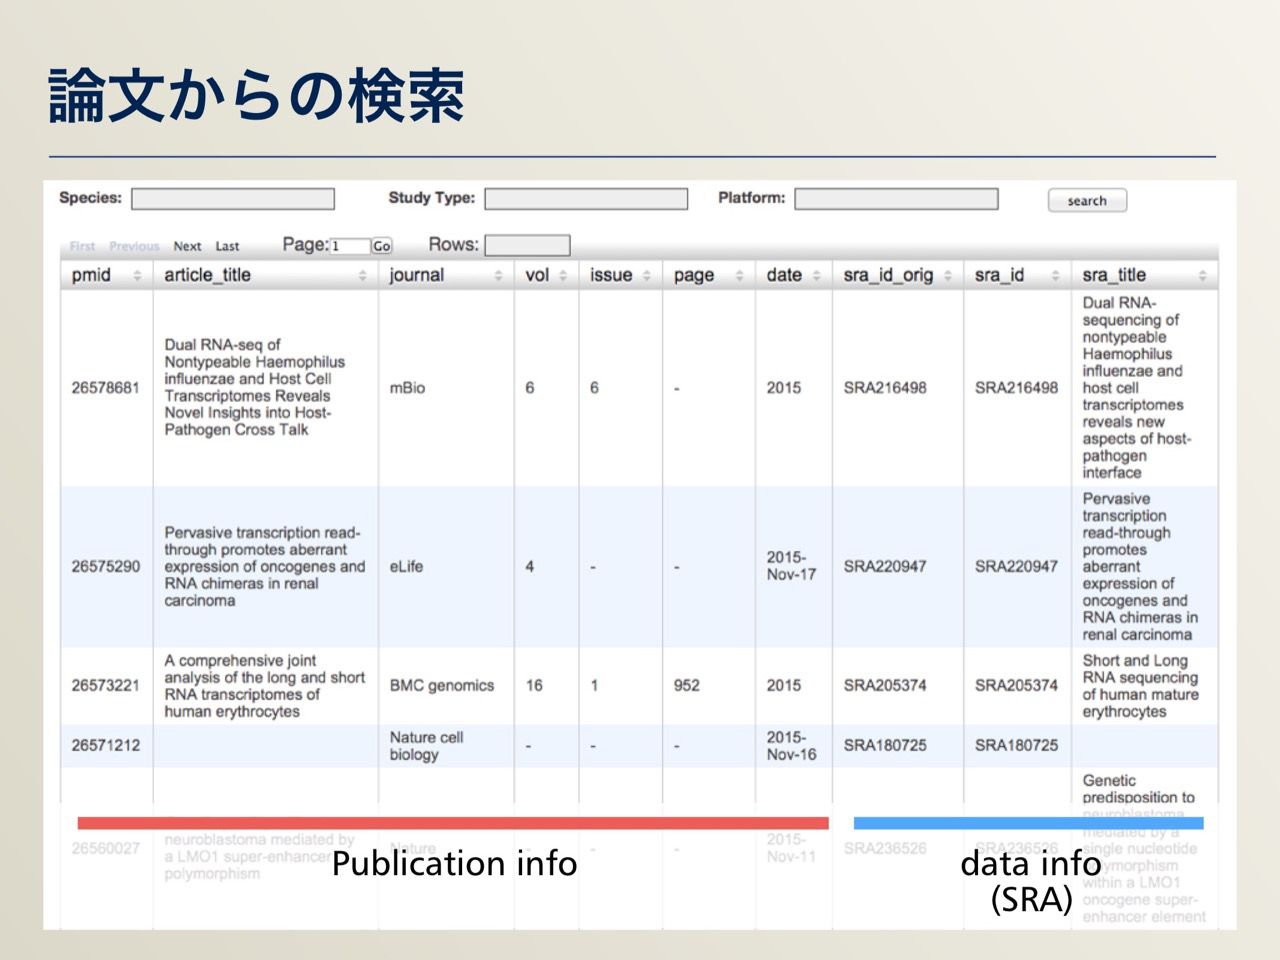 論文からの検索
Species: Study Type: Platform: search
First Previous Next Last Page: 1 Go Rows:
pmid article_title journal vol issue page date sra_id_orig sra_id sra_title
26578681
Dual RNA-seq of
Nontypeable Haemophilus
influenzae and Host Cell
Transcriptomes Reveals
Novel Insights into Host-
Pathogen Cross Talk
mBio
6
6
-
2015
SRA216498
SRA216498
Dual RNA-
sequencing of
nontypeable
Haemophilus
influenzae and
host cell
transcriptomes
reveals new
aspects of host-
pathogen
interface
26575290
Pervasive transcription read-
through promotes aberrant
expression of oncogenes and
RNA chimeras in renal
carcinoma
eLife
4
-
-
2015-
Nov-17
SRA220947
SRA220947
Pervasive
transcription
read-through
promotes
aberrant
expression of
oncogenes and
RNA chimeras in
renal carcinoma
26573221
A comprehensive joint
analysis of the long and short
RNA transcriptomes of
human erythrocytes
BMC genomics
16
1
952
2015
SRA205374
SRA205374
Short and Long
RNA sequencing
of human mature
erythrocytes
26571212
Nature cell
biology
-
-
-
2015-
Nov-16
SRA180725
SRA180725
26560027
neuroblastoma mediated by
a LMO1 super-enhancer
polymorphism
Nature
-
-
-
2015-
Nov-11
SRA236526
SRA236526
Genetic
predisposition to
neuroblastoma
mediated by a
single nucleotide
polymorphism
within a LMO1
oncogene super-
enhancer element
Publication info
data info
(SRA)